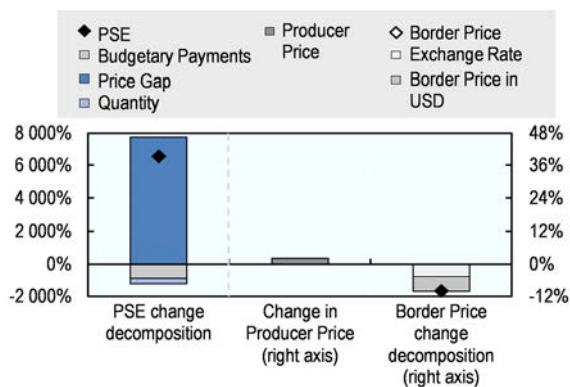 PSE
Budgetary Payments
Price Gap
Quantity
Producer
Price
Border Price
Exchange Rate
Border Price in
USD
8 000%
6 000%
4 000%
2 000%
0%
-2 000%
48%
36%
24%
12%
0%
-12%
PSE change
decomposition
Change in
Producer Price
(right axis)
Border Price
change
decomposition
(right axis)